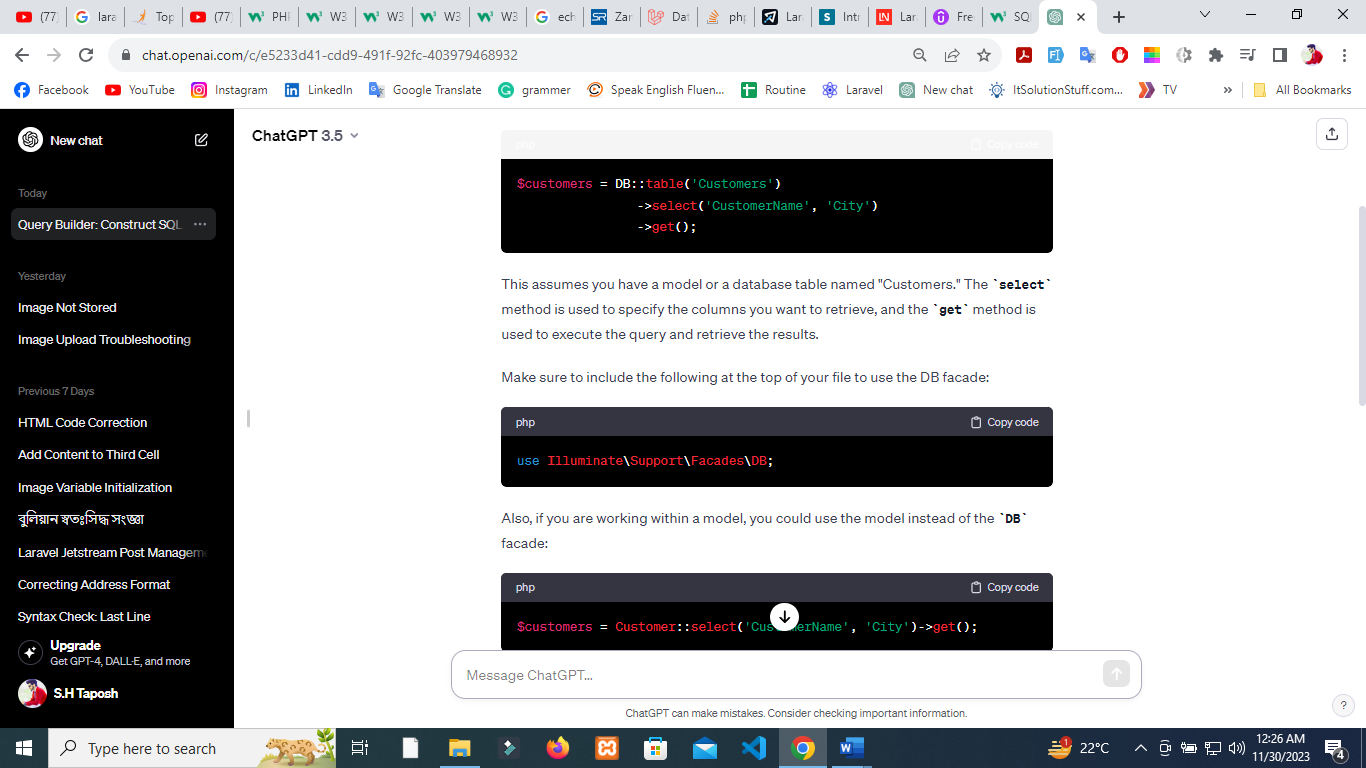 (77)
lara
Top
(77)
PHP
W3
W3
W3
W3
ech
Zar
Dat
php
Lara
Intr
Lara
Fre
SQ
chat.openai.com/c/e5233d41-cdd9-491f-92fc-403979468932
Facebook
YouTube
Instagram
LinkedIn
Google Translate
grammer
Speak English Fluen...
Routine
Laravel
New chat
ItSolutionStuff.com...
TV
»
All Bookmarks
New chat
Today
Query Builder: Construct SQL
Yesterday
Image Not Stored
Image Upload Troubleshooting
Previous 7 Days
HTML Code Correction
Add Content to Third Cell
Image Variable Initialization
বুলিয়ান স্বতঃসিদ্ধ সংজ্ঞা
Laravel Jetstream Post Manageme
Correcting Address Format
Syntax Check: Last Line
Upgrade
Get GPT-4, DALL·E, and more
S.H Taposh
ChatGPT 3.5
php
Copy code
$customers = DB::table('Customers')
->select('CustomerName', 'City')
->get();
This assumes you have a model or a database table named "Customers." The `select`
method is used to specify the columns you want to retrieve, and the `get` method is
used to execute the query and retrieve the results.
Make sure to include the following at the top of your file to use the DB facade:
php
Copy code
use Illuminate\Support\Facades\DB;
Also, if you are working within a model, you could use the model instead of the `DB`
facade:
php
Copy code
$customers = Customer::select('CustomerName', 'City')->get();
Message ChatGPT...
ChatGPT can make mistakes. Consider checking important information.
?
Type here to search
1
22°C
12:26 AM
11/30/2023
4